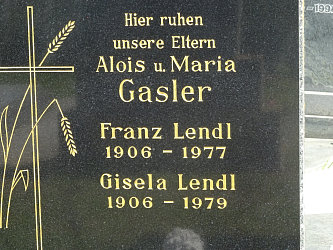 Hier ruhen
unsere Eltern
Alois u. Maria
Gasler
Franz Lendl
1906 – 1977
Gisela Lendl
1906 – 1979